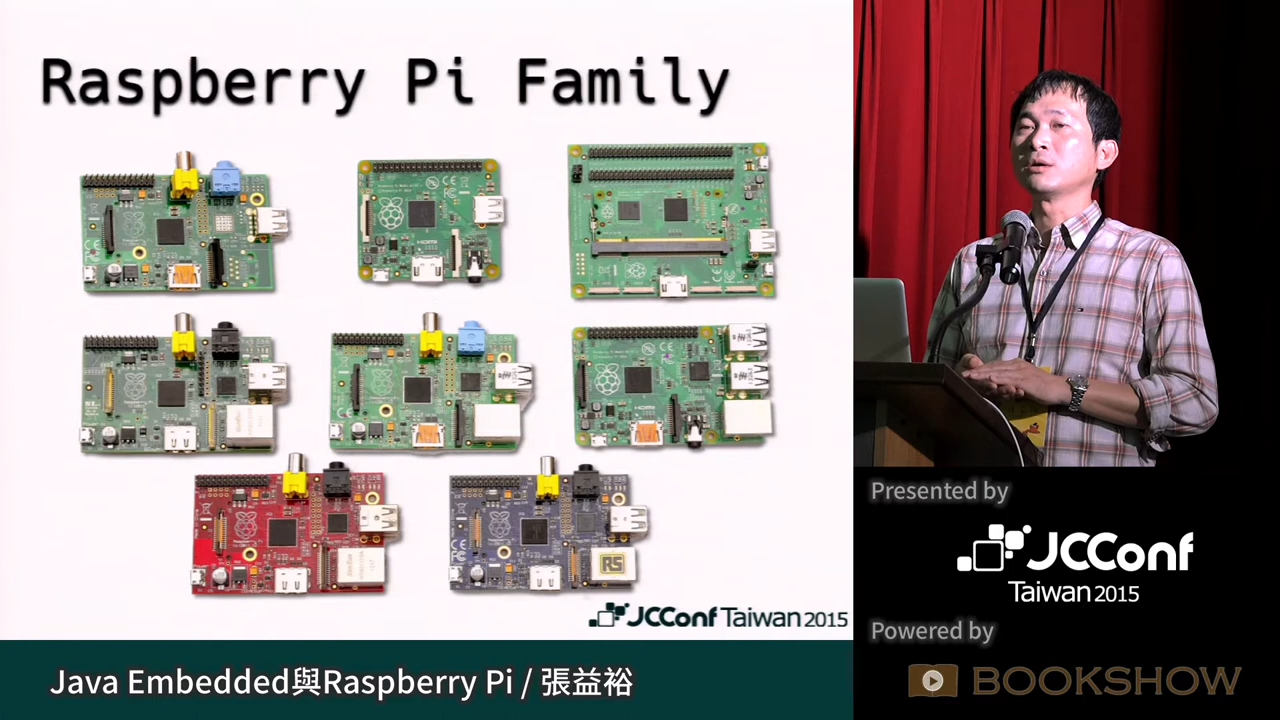 Raspberry Pi Family
RS
JCConf Taiwan 2015
Java Embedded與Raspberry Pi / 張益裕
Presented by
JCConf
Taiwan 2015
Powered by
BOOKSHOW